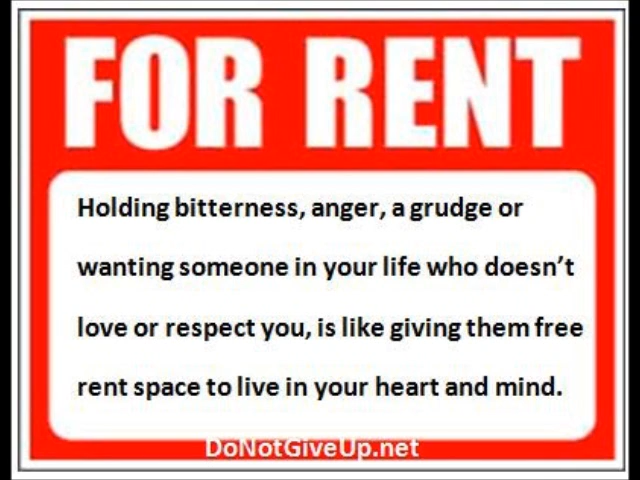 FOR RENT
Holding bitterness, anger, a grudge or
wanting someone in your life who doesn’t
love or respect you, is like giving them free
rent space to live in your heart and mind.
DoNotGiveUp.net